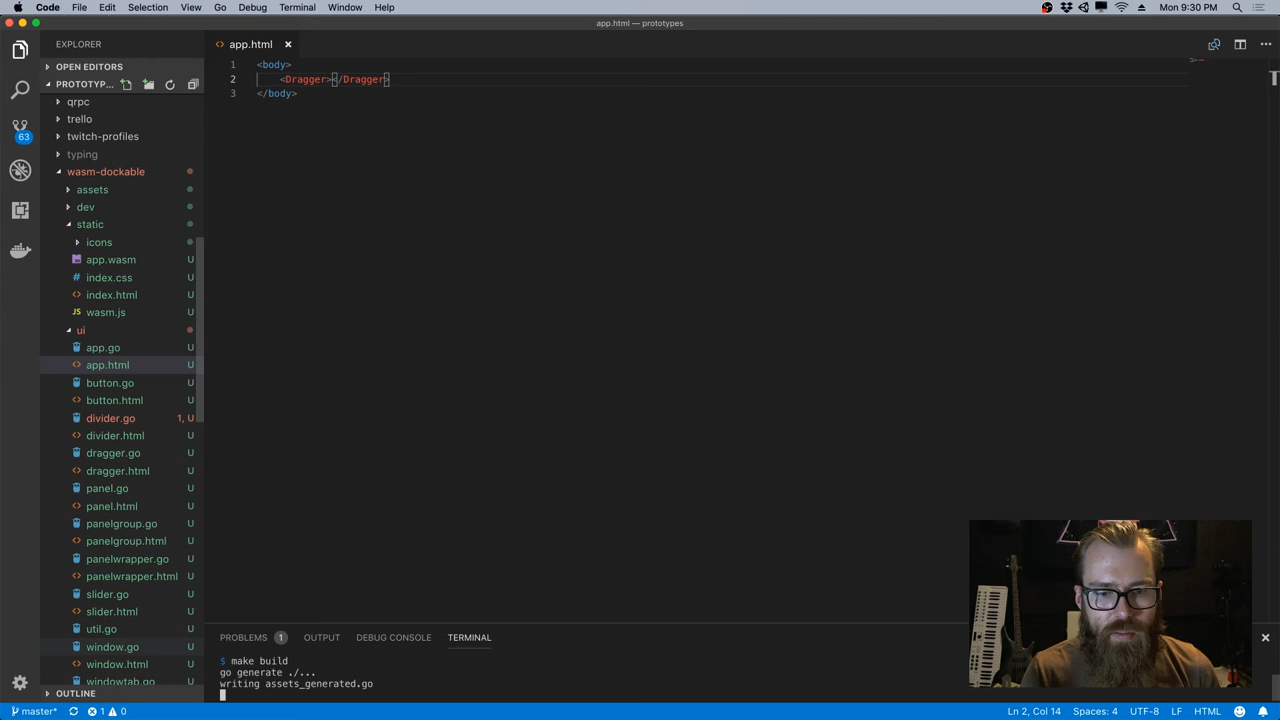 Code File Edit Selection View Go Debug Terminal Window Help Mon 9:30 PM
app.html — prototypes
EXPLORER
app.html
OPEN EDITORS
PROTOTYP...
qrpc
trello
twitch-profiles
typing
wasm-dockable
assets
dev
static
icons
app.wasm U
index.css U
index.html U
JS wasm.js U
ui
app.go U
app.html U
button.go U
button.html U
divider.go 1, U
divider.html U
dragger.go U
dragger.html U
panel.go U
panel.html U
panelgroup.go U
panelgroup.html U
panelwrapper.go U
panelwrapper.html U
slider.go U
slider.html U
util.go U
window.go U
window.html U
windowtab.go U
OUTLINE
63
1 <body>
2 <Dragger></Dragger>
3 </body>
PROBLEMS 1 OUTPUT DEBUG CONSOLE TERMINAL
$ make build
go generate ./...
writing assets_generated.go
master* 1 0 Ln 2, Col 14 Spaces: 4 UTF-8 LF HTML